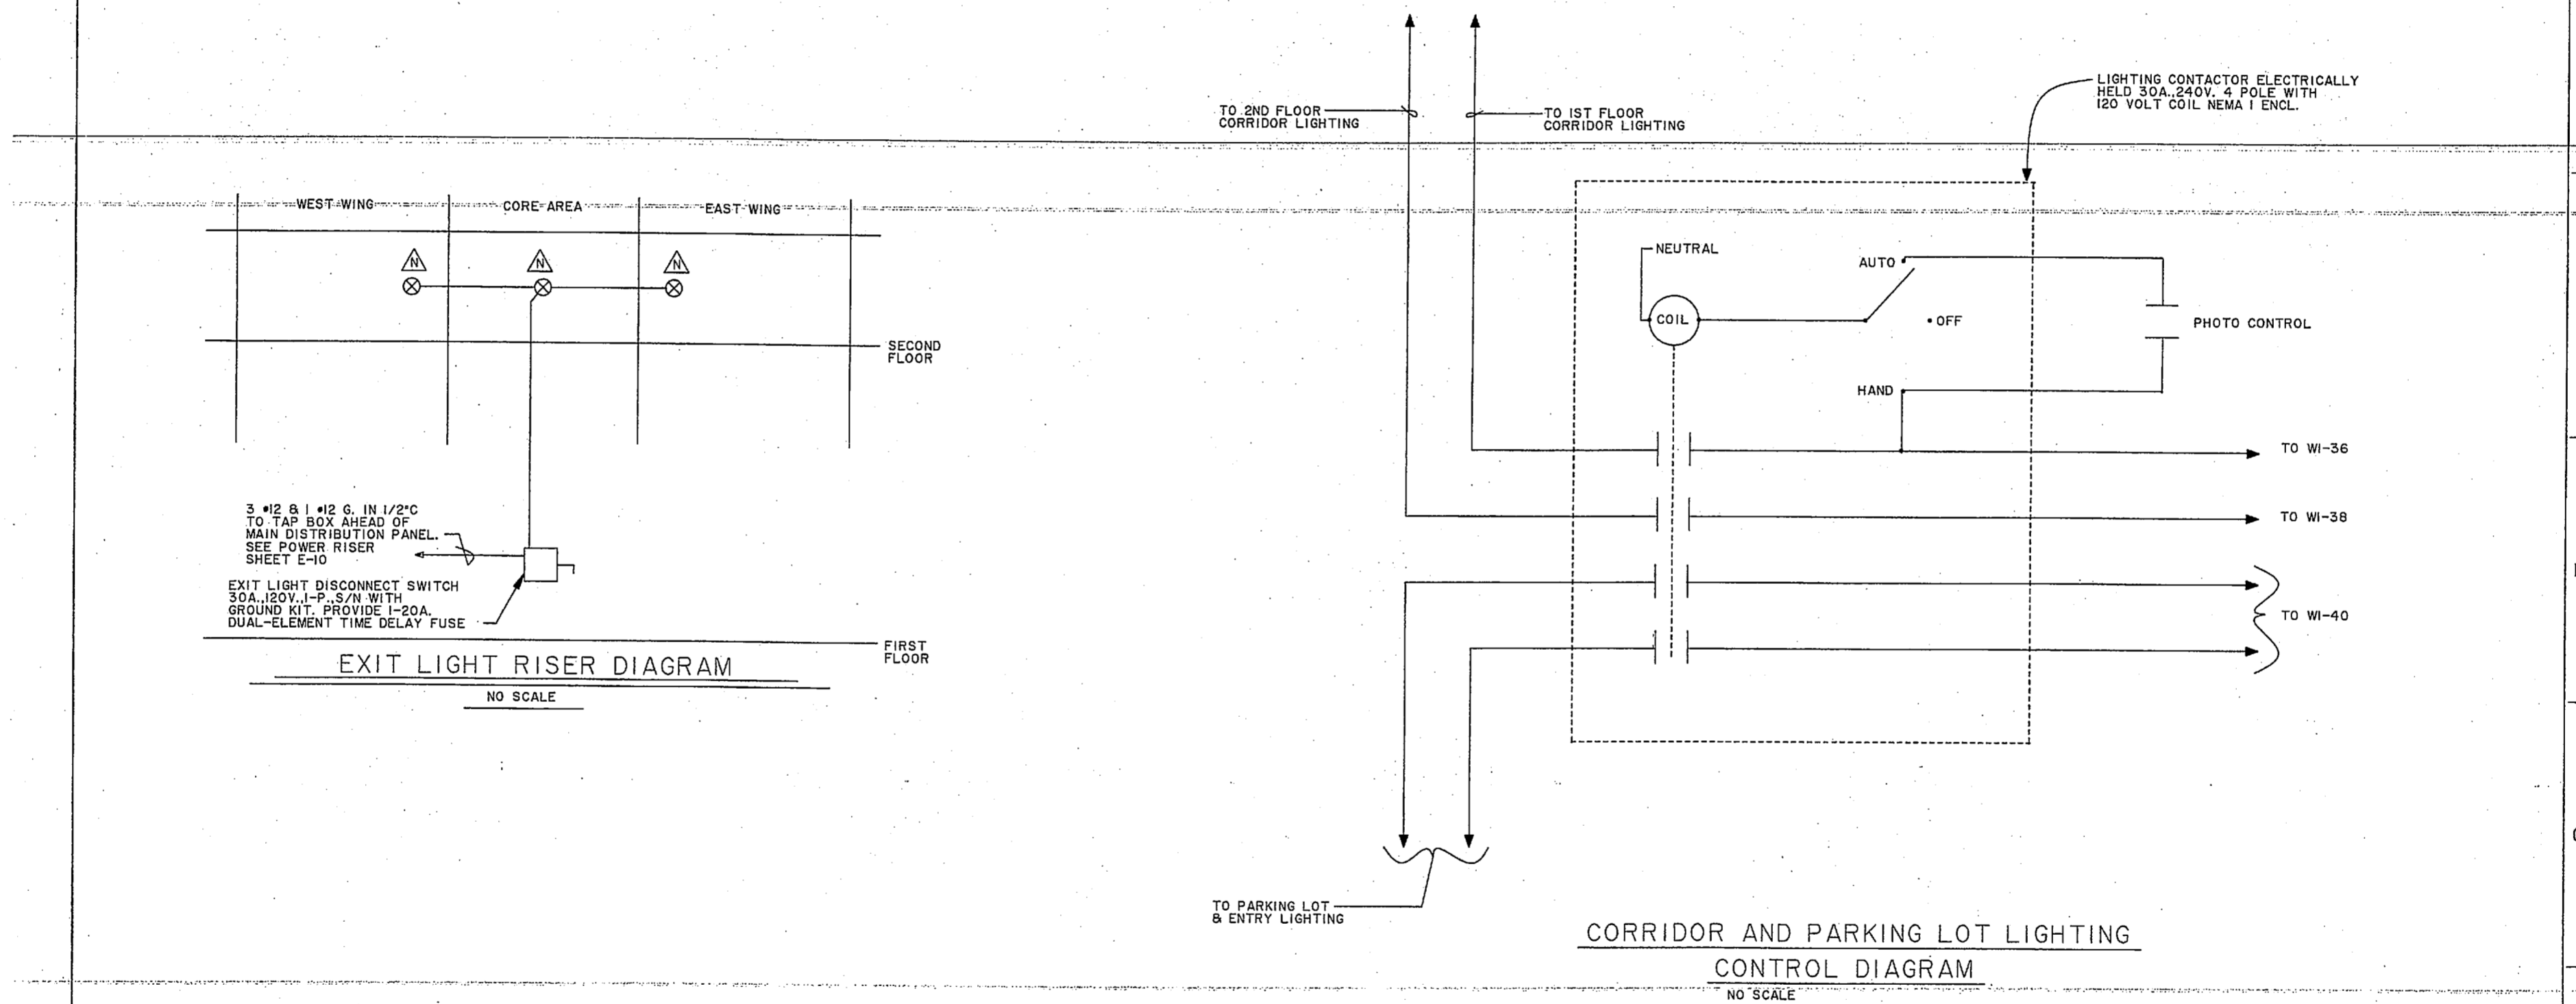 TO 2ND FLOOR
CORRIDOR LIGHTING
TO 1ST FLOOR
CORRIDOR LIGHTING
LIGHTING CONTACTOR ELECTRICALLY
HELD 30A.,240V. 4 POLE WITH
120 VOLT COIL NEMA 1 ENCL.
WEST WING
CORE AREA
EAST WING
N
N
N
SECOND
FLOOR
3 #12 & 1 #12 G. IN 1/2"C
TO TAP BOX AHEAD OF
MAIN DISTRIBUTION PANEL.
SEE POWER RISER
SHEET E-10
EXIT LIGHT DISCONNECT SWITCH
30A.,120V.,1-P.,S/N WITH
GROUND KIT. PROVIDE 1-20A.
DUAL-ELEMENT TIME DELAY FUSE
FIRST
FLOOR
EXIT LIGHT RISER DIAGRAM
NO SCALE
NEUTRAL
COIL
AUTO
OFF
HAND
PHOTO CONTROL
TO W1-36
TO W1-38
TO W1-40
TO PARKING LOT
& ENTRY LIGHTING
CORRIDOR AND PARKING LOT LIGHTING
CONTROL DIAGRAM
NO SCALE